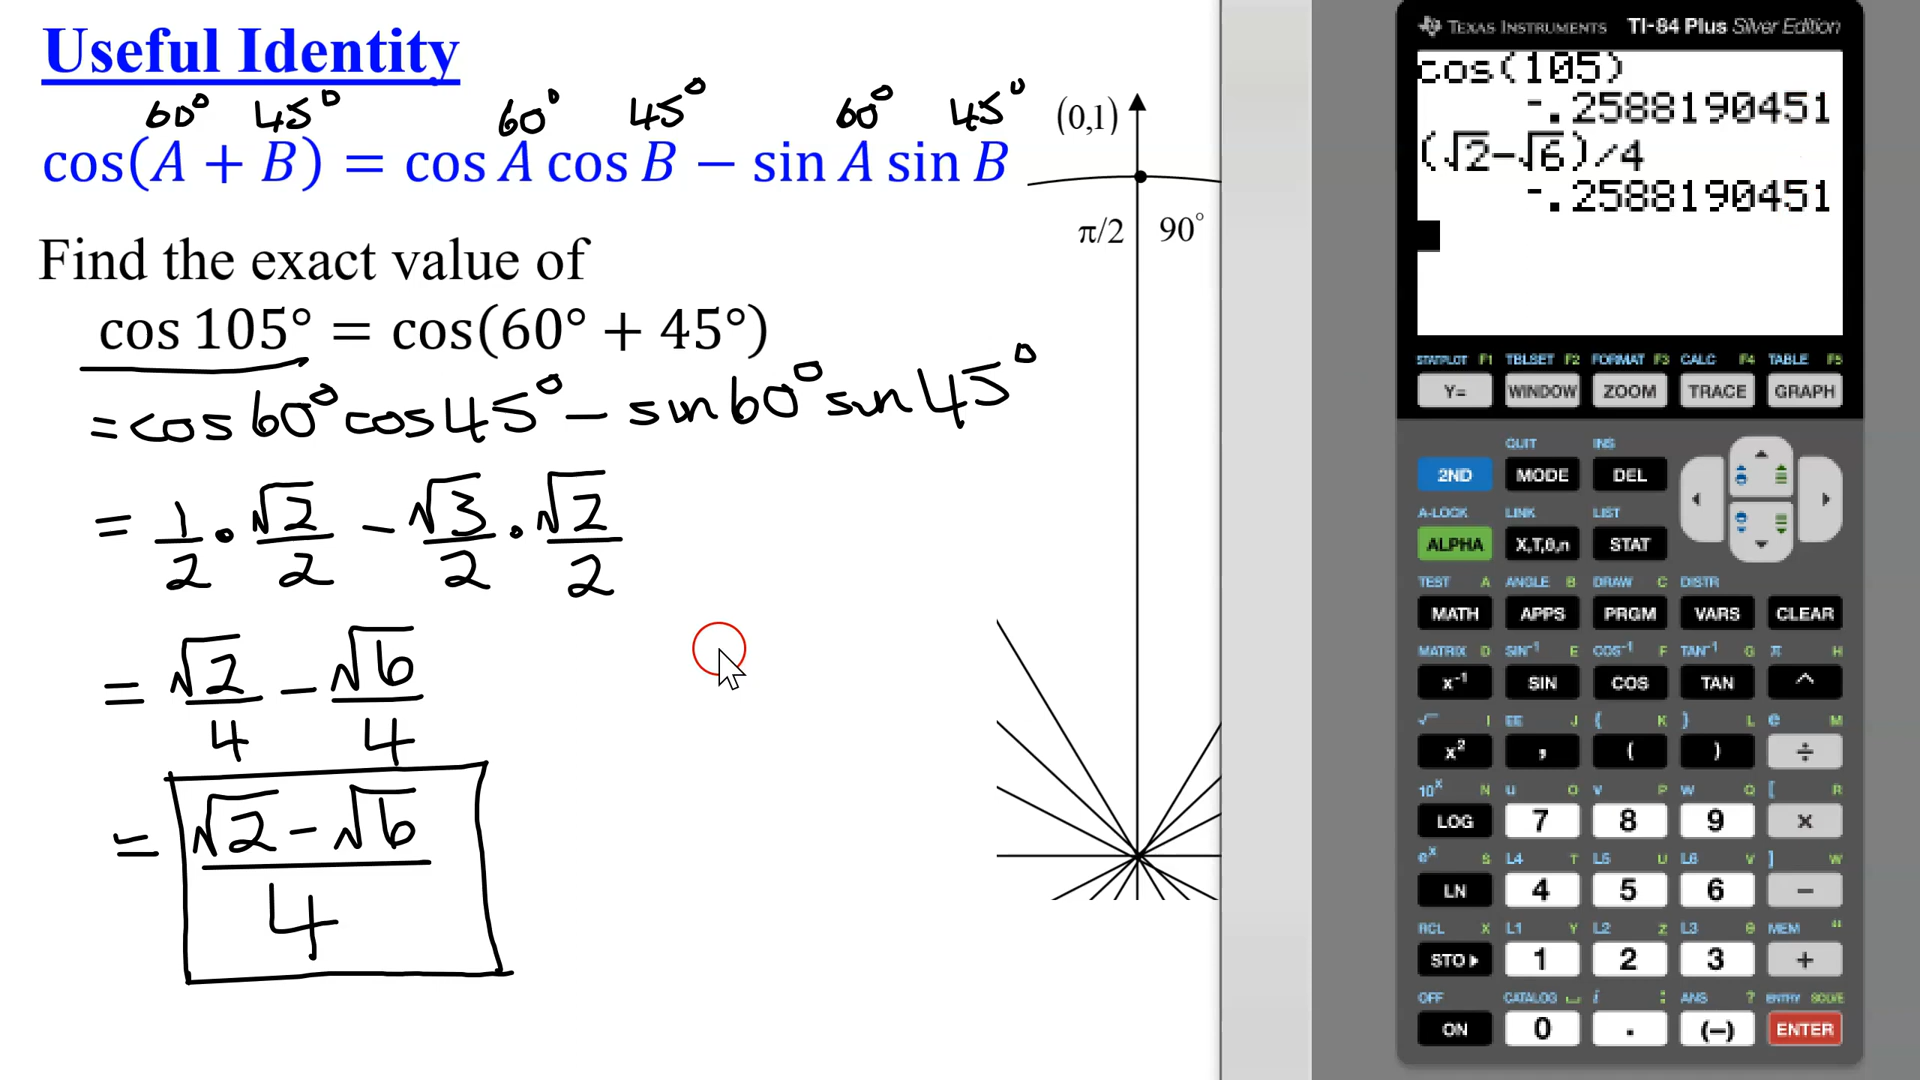 Useful Identity
60° 45° 60° 45° 60° 45°
cos(A + B) = cos A cos B − sin A sin B
Find the exact value of
cos 105° = cos(60° + 45°)
= cos 60° cos 45° − sin 60° sin 45°
= 1/2 · √2/2 − √3/2 · √2/2
= √2/4 − √6/4
= (√2 − √6)/4
(0,1)
π/2 90°
TEXAS INSTRUMENTS TI-84 Plus Silver Edition
cos(105)
-.2588190451
(√2-√6)/4
-.2588190451
STATPLOT F1 TBLSET F2 FORMAT F3 CALC F4 TABLE F5
Y= WINDOW ZOOM TRACE GRAPH
QUIT INS
2ND MODE DEL
A-LOCK LINK LIST
ALPHA X,T,θ,n STAT
TEST A ANGLE B DRAW C DISTR
MATH APPS PRGM VARS CLEAR
MATRIX D SIN⁻¹ E COS⁻¹ F TAN⁻¹ G π H
x⁻¹ SIN COS TAN ^
√ I EE J { K } L e M
x² , ( ) ÷
10ˣ N u O v P w Q [ R
LOG 7 8 9 ×
eˣ S L4 T L5 U L6 V ] W
LN 4 5 6 −
RCL X L1 Y L2 Z L3 θ MEM "
STO▸ 1 2 3 +
OFF CATALOG ⎵ i : ANS ? ENTRY SOLVE
ON 0 . (−) ENTER